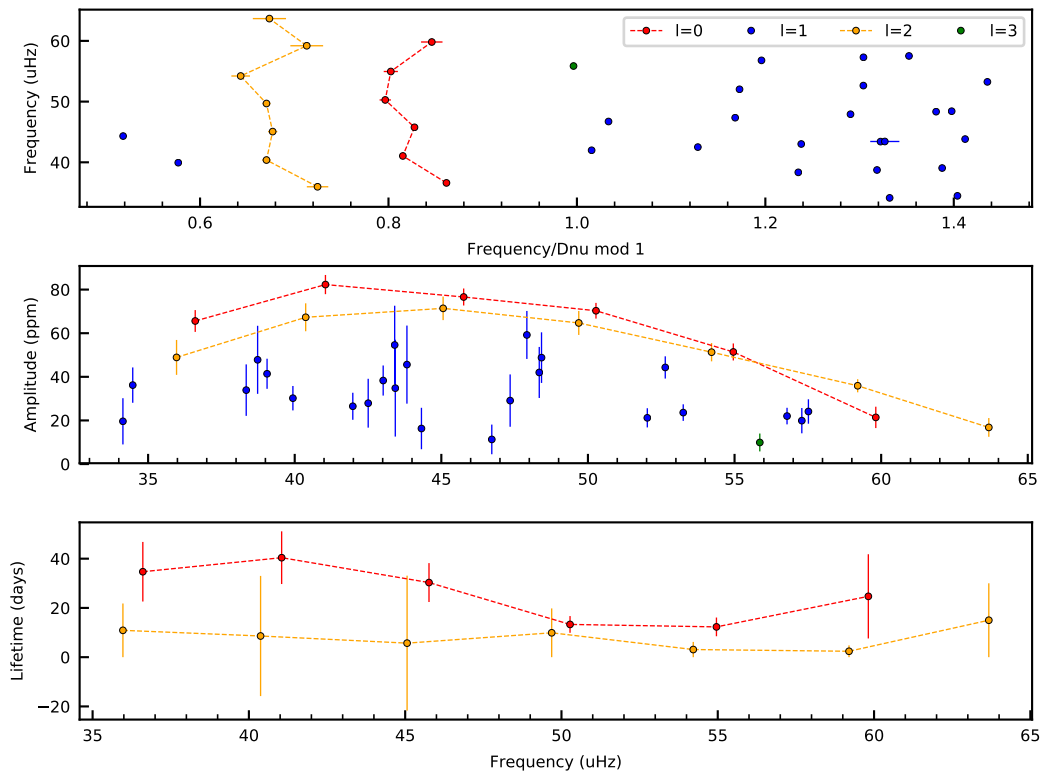 l=0 l=1 l=2 l=3
Frequency (uHz)
60
50
40
0.6 0.8 1.0 1.2 1.4
Frequency/Dnu mod 1
Amplitude (ppm)
80
60
40
20
0
35 40 45 50 55 60 65
Lifetime (days)
40
20
0
−20
35 40 45 50 55 60 65
Frequency (uHz)